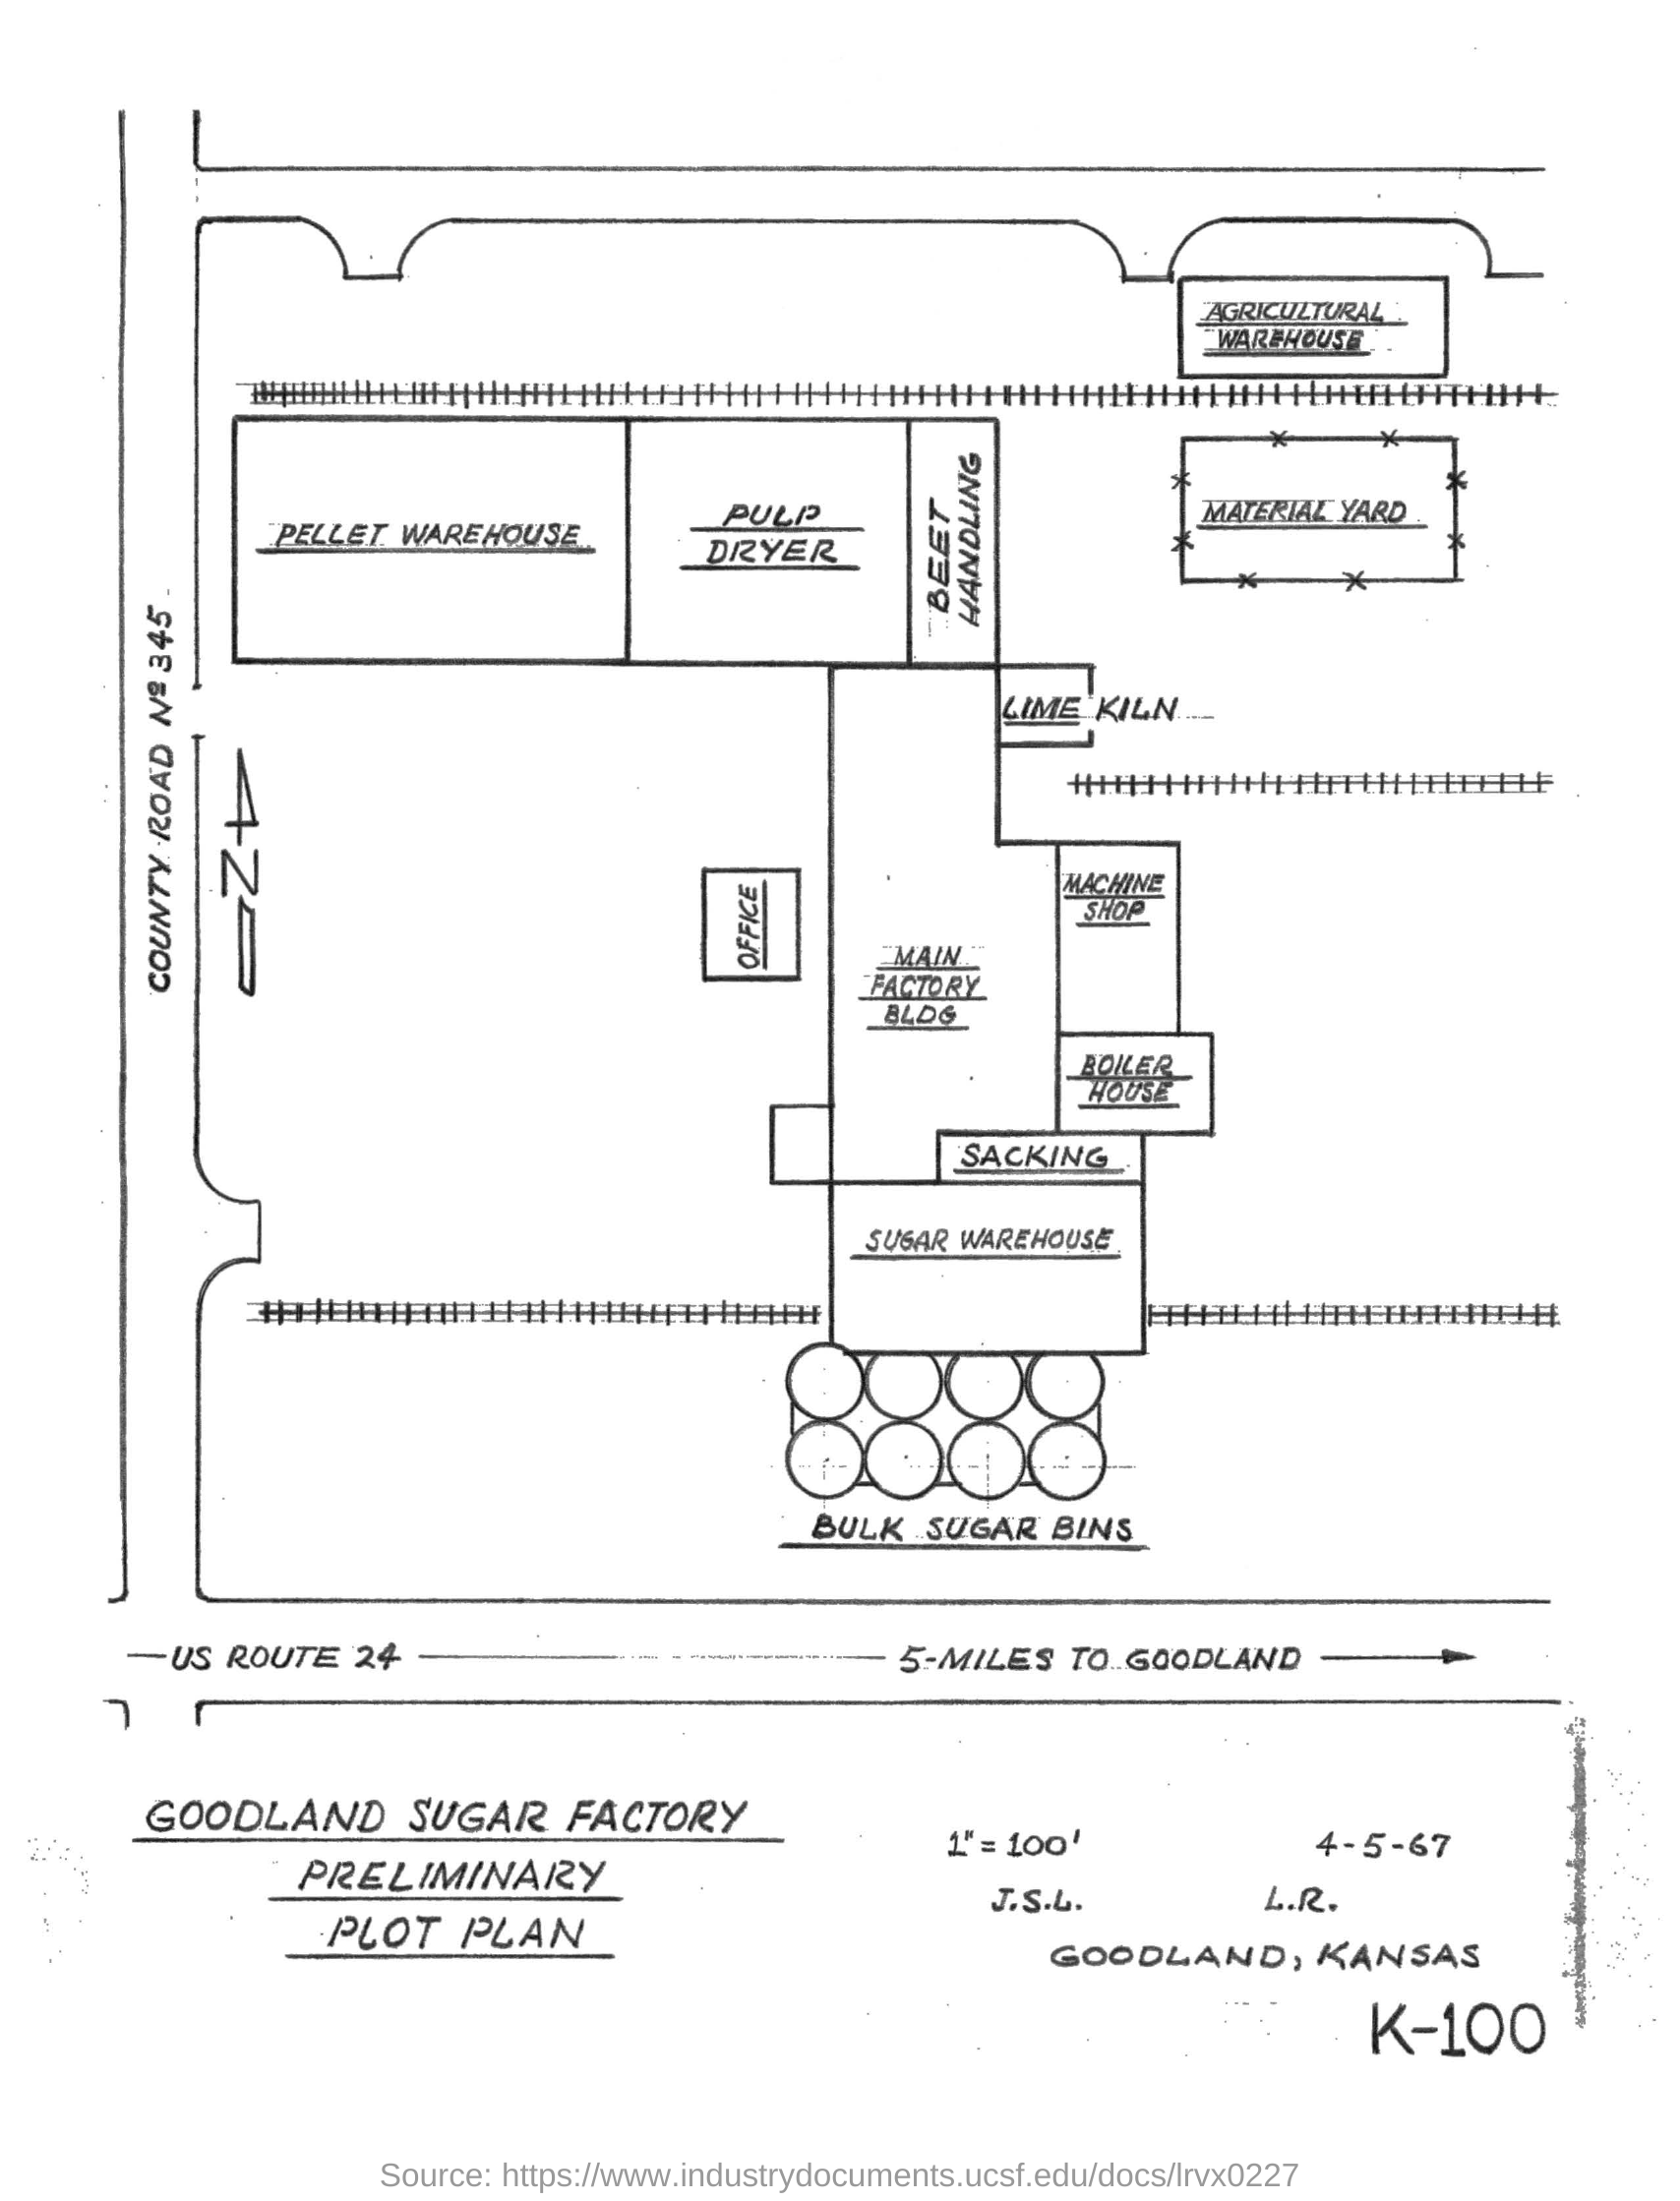 AGRICULTURAL
WAREHOUSE
PELLET WAREHOUSE
PULP
DRYER
BEET
HANDLING
MATERIAL YARD
COUNTY ROAD Nº 345
LIME KILN
N
OFFICE
MACHINE
SHOP
MAIN
FACTORY
BLDG
BOILER
HOUSE
SACKING
SUGAR WAREHOUSE
BULK SUGAR BINS
US ROUTE 24
5-MILES TO GOODLAND
GOODLAND SUGAR FACTORY
PRELIMINARY
PLOT PLAN
1" = 100'
4-5-67
J.S.L.
L.R.
GOODLAND, KANSAS
K-100
Source: https://www.industrydocuments.ucsf.edu/docs/lrvx0227